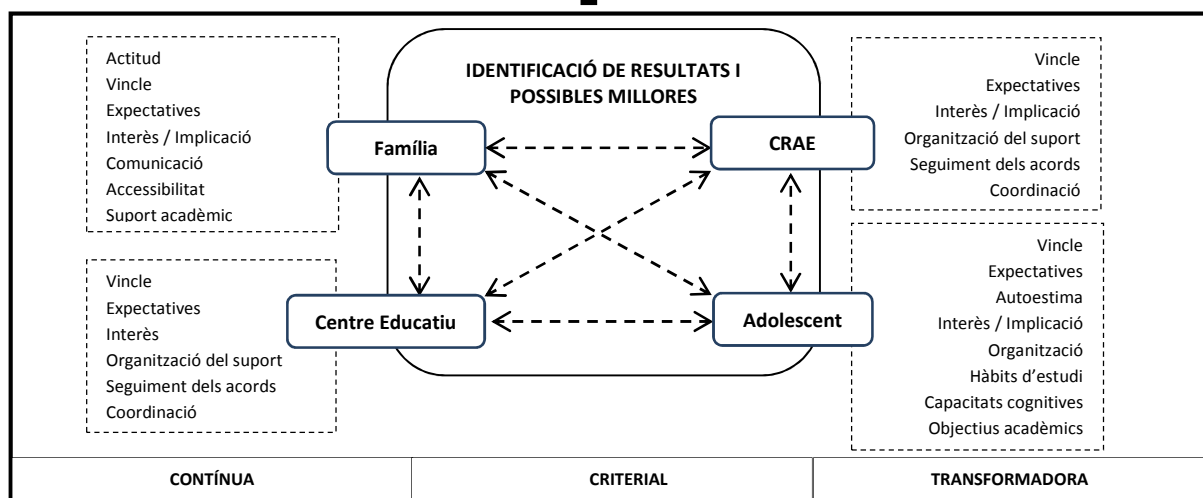 Actitud
Vincle
Expectatives
Interès / Implicació
Comunicació
Accessibilitat
Suport acadèmic
IDENTIFICACIÓ DE RESULTATS I
POSSIBLES MILLORES
Vincle
Expectatives
Interès / Implicació
Organització del suport
Seguiment dels acords
Coordinació
Família
CRAE
Vincle
Expectatives
Interès
Organització del suport
Seguiment dels acords
Coordinació
Centre Educatiu
Adolescent
Vincle
Expectatives
Autoestima
Interès / Implicació
Organització
Hàbits d’estudi
Capacitats cognitives
Objectius acadèmics
CONTÍNUA
CRITERIAL
TRANSFORMADORA